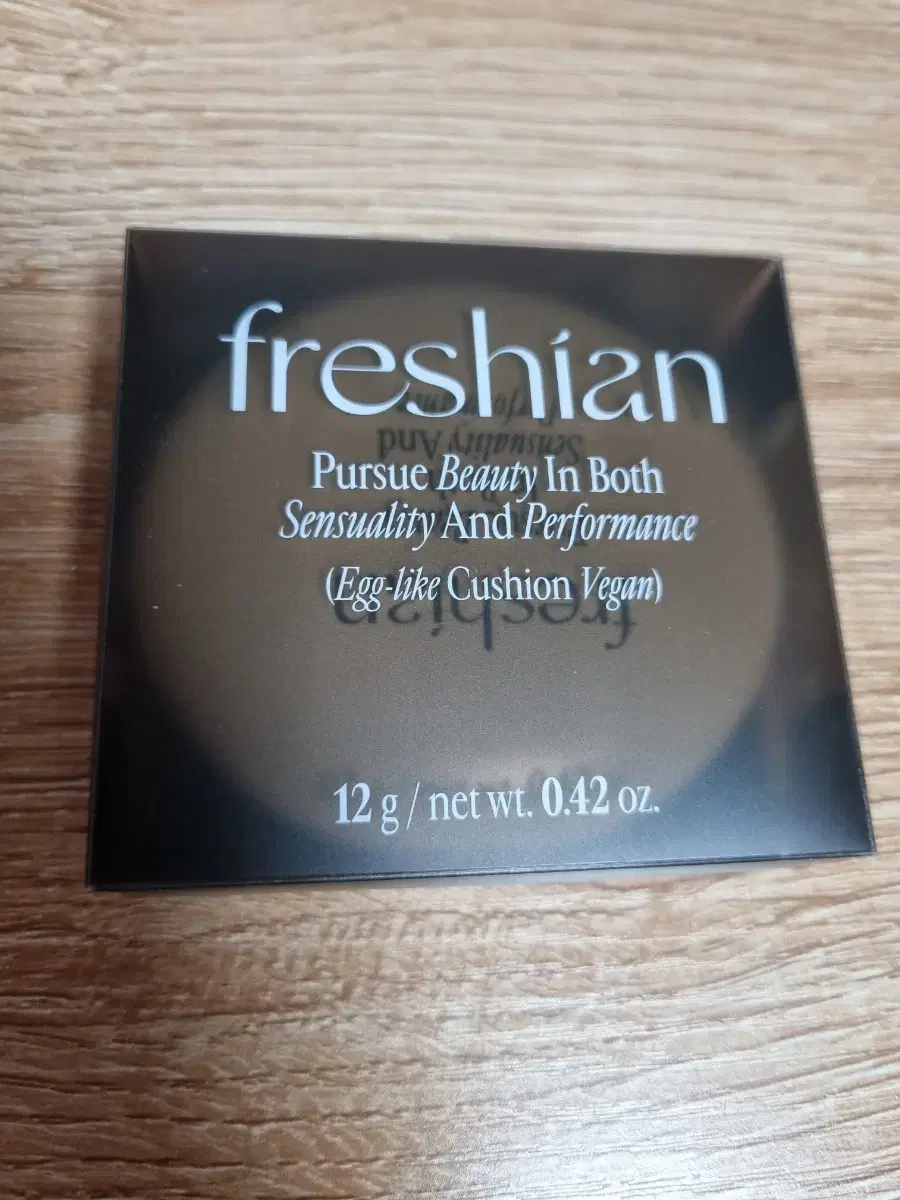 freshian
Pursue Beauty In Both
Sensuality And Performance
(Egg-like Cushion Vegan)
12 g / net wt. 0.42 oz.